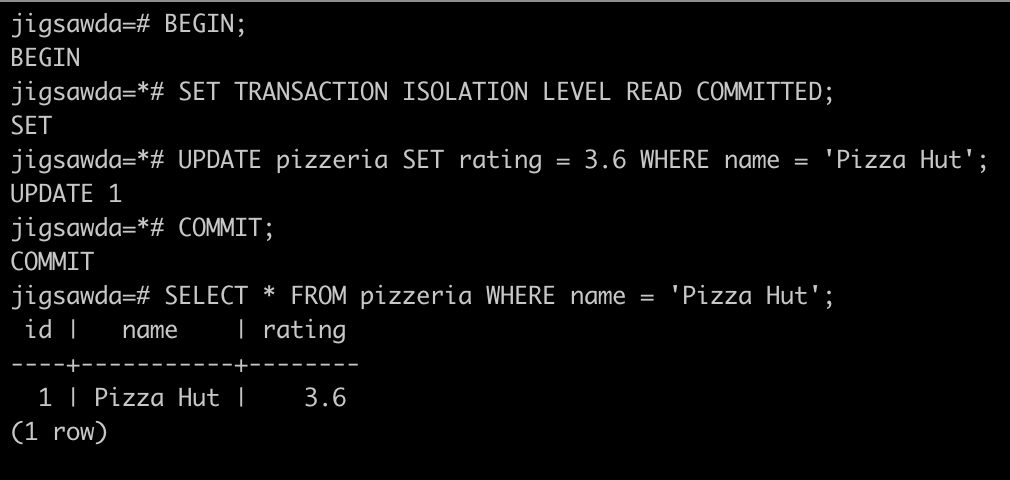 jigsawda=# BEGIN;
BEGIN
jigsawda=*# SET TRANSACTION ISOLATION LEVEL READ COMMITTED;
SET
jigsawda=*# UPDATE pizzeria SET rating = 3.6 WHERE name = 'Pizza Hut';
UPDATE 1
jigsawda=*# COMMIT;
COMMIT
jigsawda=# SELECT * FROM pizzeria WHERE name = 'Pizza Hut';
 id |   name    | rating
----+-----------+--------
  1 | Pizza Hut |    3.6
(1 row)